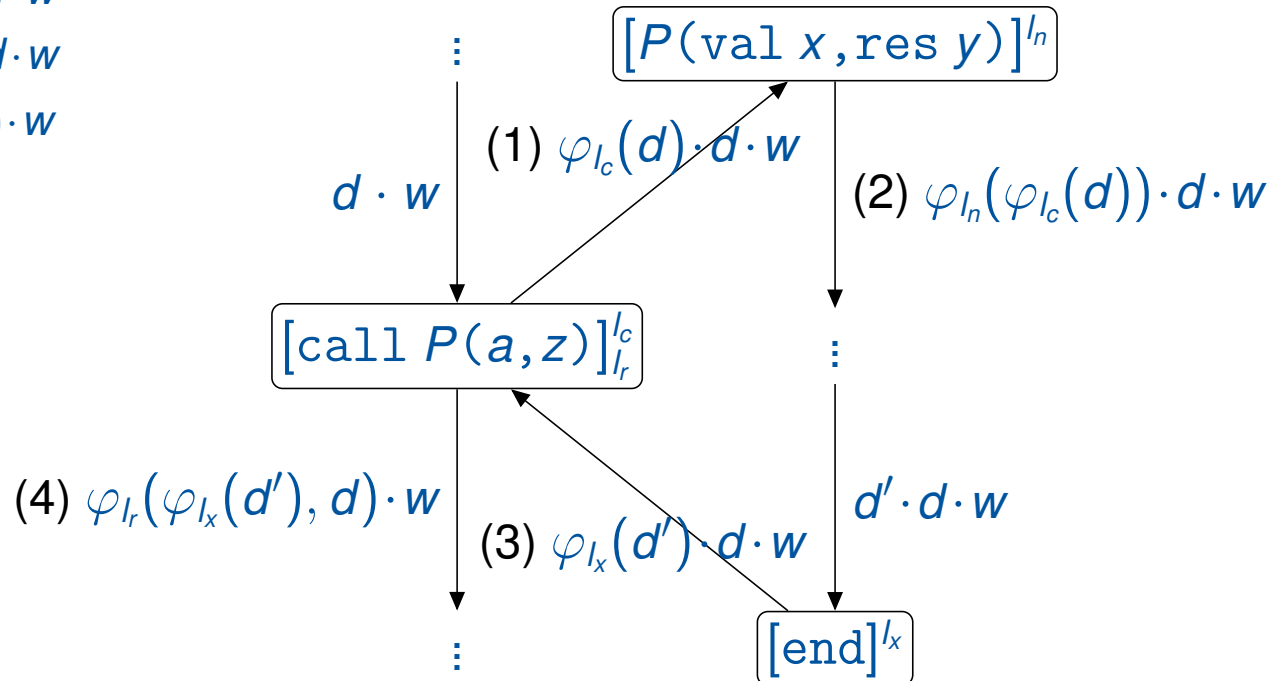 · w
d · w
) · w
⋮
[P(val x,res y)]^{l_n}
(1) φ_{l_c}(d)·d·w
d · w
(2) φ_{l_n}(φ_{l_c}(d))·d·w
[call P(a,z)]^{l_c}_{l_r}
⋮
(4) φ_{l_r}(φ_{l_x}(d′), d)·w
d′·d·w
(3) φ_{l_x}(d′)·d·w
⋮
[end]^{l_x}